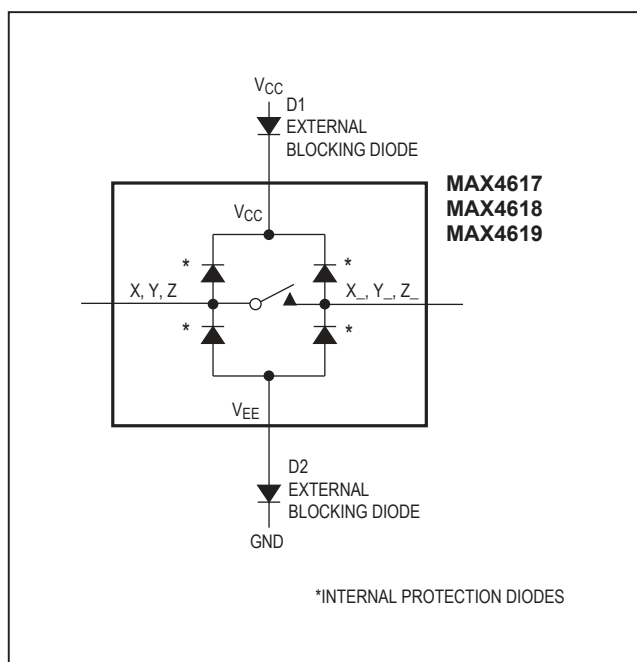 VCC
D1
EXTERNAL
BLOCKING DIODE
MAX4617
MAX4618
MAX4619
VCC
*
*
X, Y, Z
X_, Y_, Z_
*
*
VEE
D2
EXTERNAL
BLOCKING DIODE
GND
*INTERNAL PROTECTION DIODES